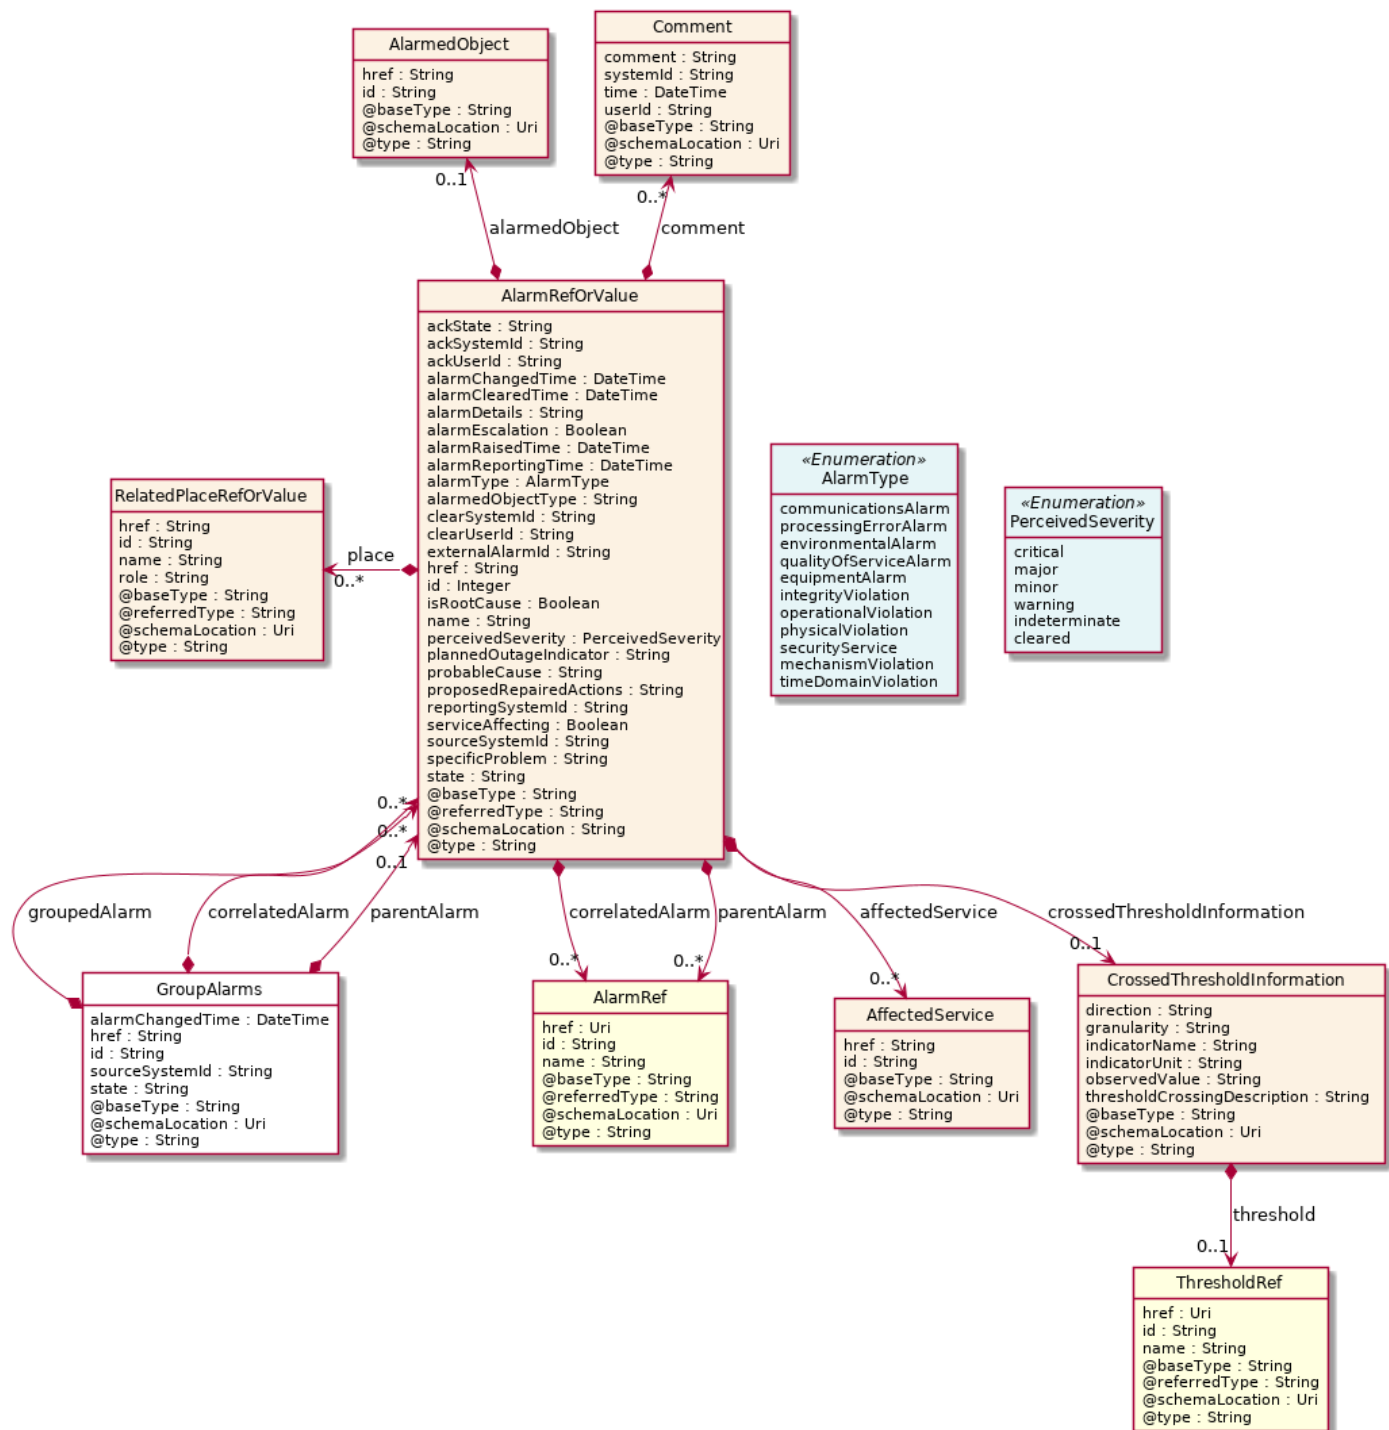 AlarmedObject
href : String
id : String
@baseType : String
@schemaLocation : Uri
@type : String
Comment
comment : String
systemId : String
time : DateTime
userId : String
@baseType : String
@schemaLocation : Uri
@type : String
0..1
0..*
alarmedObject
comment
AlarmRefOrValue
ackState : String
ackSystemId : String
ackUserId : String
alarmChangedTime : DateTime
alarmClearedTime : DateTime
alarmDetails : String
alarmEscalation : Boolean
alarmRaisedTime : DateTime
alarmReportingTime : DateTime
alarmType : AlarmType
alarmedObjectType : String
clearSystemId : String
clearUserId : String
externalAlarmId : String
href : String
id : Integer
isRootCause : Boolean
name : String
perceivedSeverity : PerceivedSeverity
plannedOutageIndicator : String
probableCause : String
proposedRepairedActions : String
reportingSystemId : String
serviceAffecting : Boolean
sourceSystemId : String
specificProblem : String
state : String
@baseType : String
@referredType : String
@schemaLocation : String
@type : String
RelatedPlaceRefOrValue
href : String
id : String
name : String
role : String
@baseType : String
@referredType : String
@schemaLocation : Uri
@type : String
place
0..*
«Enumeration»
AlarmType
communicationsAlarm
processingErrorAlarm
environmentalAlarm
qualityOfServiceAlarm
equipmentAlarm
integrityViolation
operationalViolation
physicalViolation
securityService
mechanismViolation
timeDomainViolation
«Enumeration»
PerceivedSeverity
critical
major
minor
warning
indeterminate
cleared
0..*
0..*
0..1
groupedAlarm
correlatedAlarm
parentAlarm
correlatedAlarm
parentAlarm
affectedService
crossedThresholdInformation
0..*
0..*
0..*
0..1
GroupAlarms
alarmChangedTime : DateTime
href : String
id : String
sourceSystemId : String
state : String
@baseType : String
@schemaLocation : Uri
@type : String
AlarmRef
href : Uri
id : String
name : String
@baseType : String
@referredType : String
@schemaLocation : Uri
@type : String
AffectedService
href : String
id : String
@baseType : String
@schemaLocation : Uri
@type : String
CrossedThresholdInformation
direction : String
granularity : String
indicatorName : String
indicatorUnit : String
observedValue : String
thresholdCrossingDescription : String
@baseType : String
@schemaLocation : Uri
@type : String
threshold
0..1
ThresholdRef
href : Uri
id : String
name : String
@baseType : String
@referredType : String
@schemaLocation : Uri
@type : String